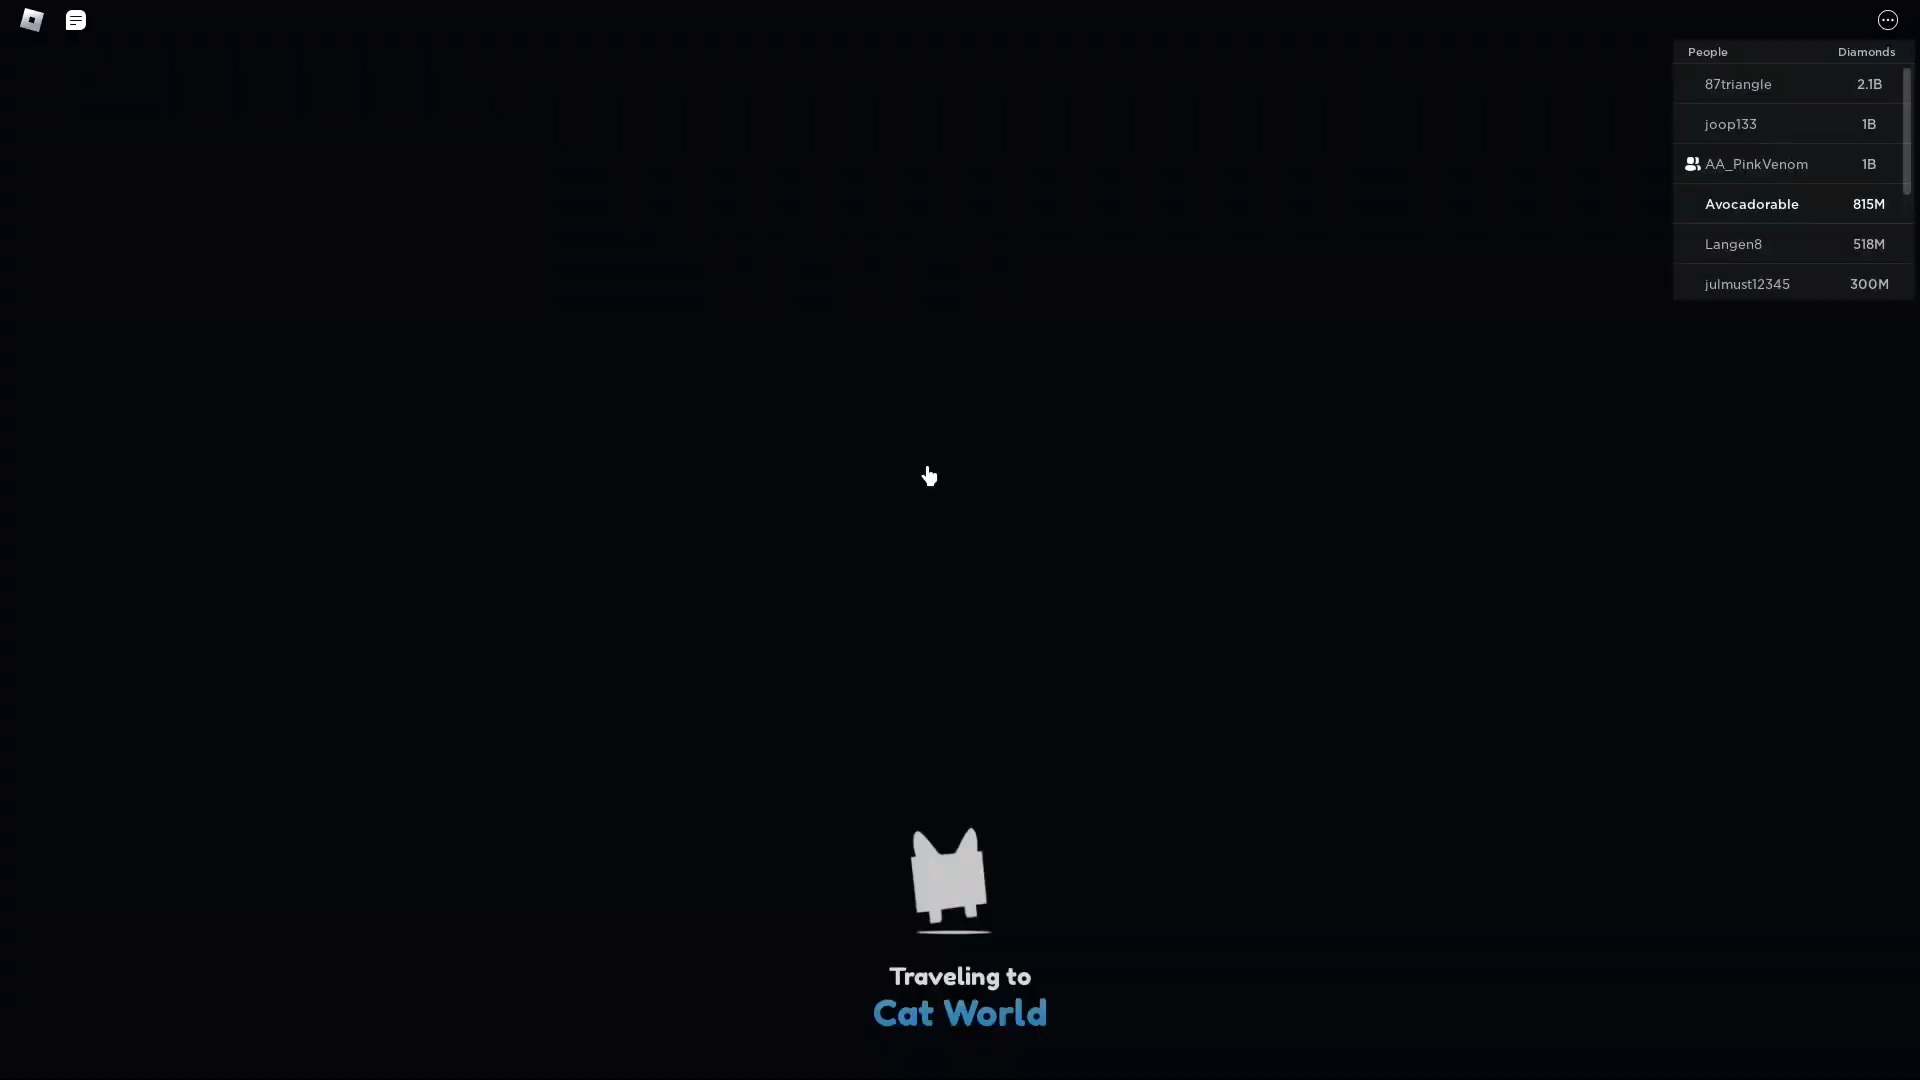 People Diamonds
87triangle 2.1B
joop133 1B
AA_PinkVenom 1B
Avocadorable 815M
Langen8 518M
julmust12345 300M
Traveling to
Cat World